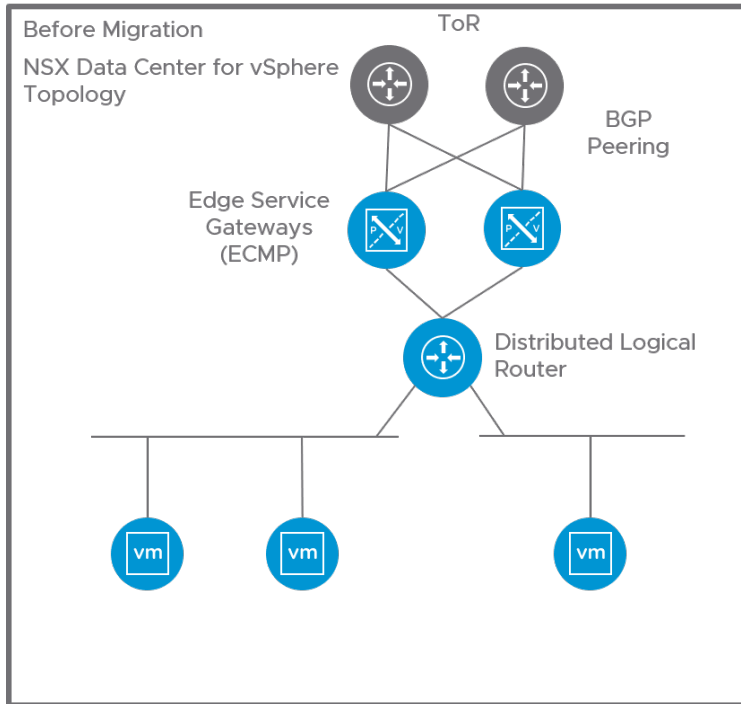 Before Migration
NSX Data Center for vSphere
Topology
ToR
BGP
Peering
Edge Service
Gateways
(ECMP)
P V
P V
Distributed Logical
Router
vm
vm
vm